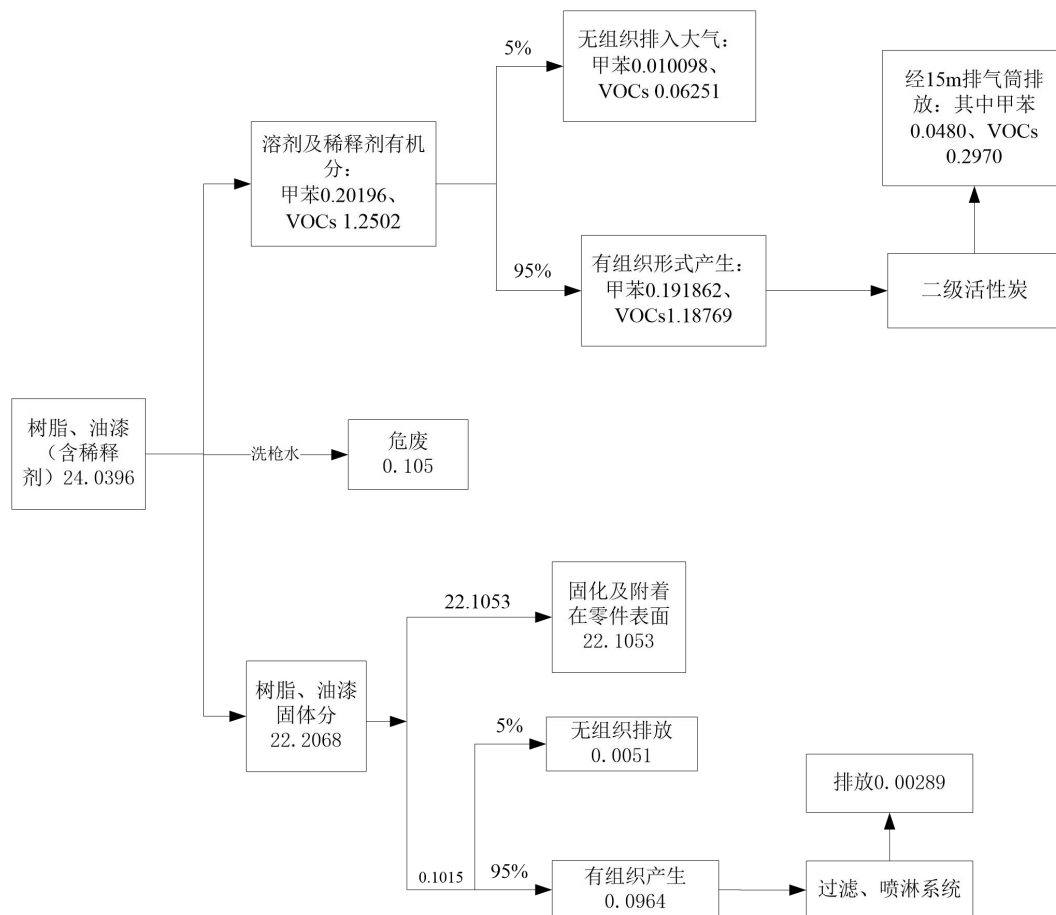 5%
无组织排入大气：
甲苯0.010098、
VOCs 0.06251
经15m排气筒排
放：其中甲苯
0.0480、VOCs
0.2970
溶剂及稀释剂有机
分：
甲苯0.20196、
VOCs 1.2502
95%
有组织形式产生：
甲苯0.191862、
VOCs1.18769
二级活性炭
树脂、油漆
（含稀释
剂）24.0396
洗枪水
危废
0.105
22.1053
固化及附着
在零件表面
22.1053
树脂、油漆
固体分
22.2068
5%
无组织排放
0.0051
排放0.00289
0.1015
95%
有组织产生
0.0964
过滤、喷淋系统